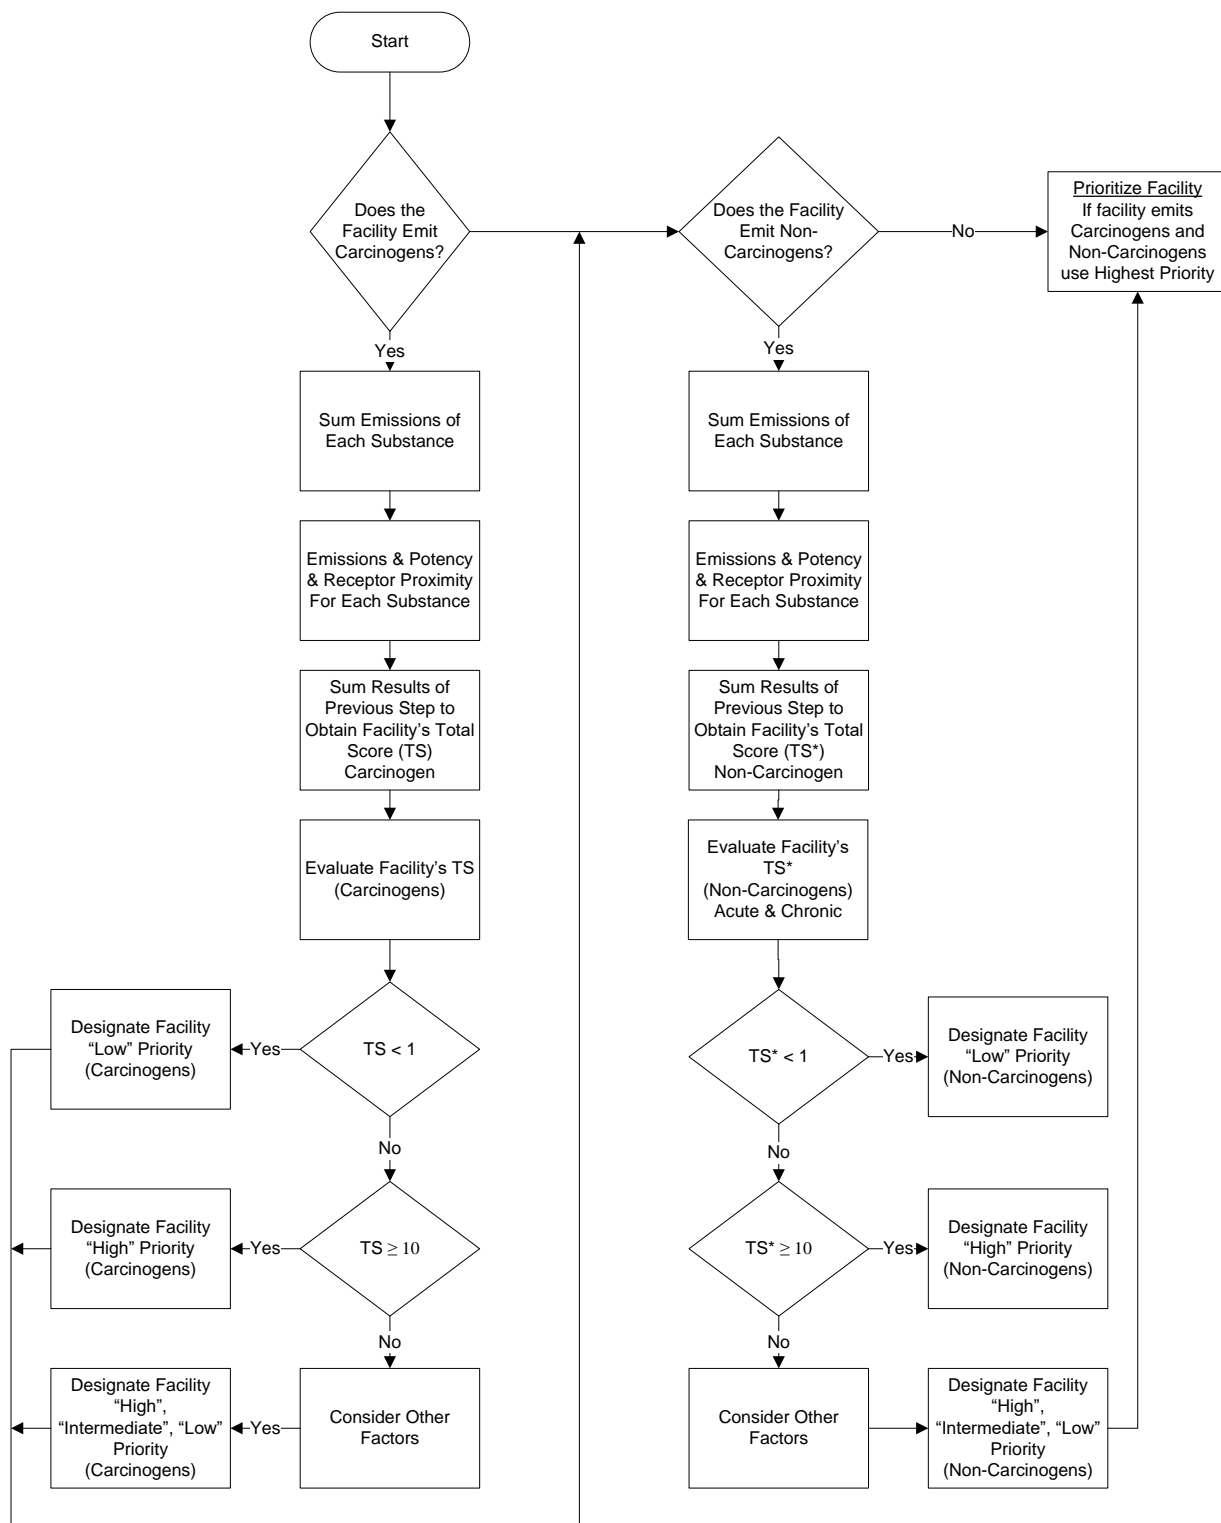 Start
Does the
Facility Emit
Carcinogens?
Does the Facility
Emit Non-
Carcinogens?
No
Prioritize Facility
If facility emits
Carcinogens and
Non-Carcinogens
use Highest Priority
Yes
Yes
Sum Emissions of
Each Substance
Sum Emissions of
Each Substance
Emissions & Potency
& Receptor Proximity
For Each Substance
Emissions & Potency
& Receptor Proximity
For Each Substance
Sum Results of
Previous Step to
Obtain Facility's Total
Score (TS)
Carcinogen
Sum Results of
Previous Step to
Obtain Facility's Total
Score (TS*)
Non-Carcinogen
Evaluate Facility's TS
(Carcinogens)
Evaluate Facility's
TS*
(Non-Carcinogens)
Acute & Chronic
Designate Facility
“Low” Priority
(Carcinogens)
Yes
TS < 1
TS* < 1
Yes
Designate Facility
“Low” Priority
(Non-Carcinogens)
No
No
Designate Facility
“High” Priority
(Carcinogens)
Yes
TS ≥ 10
TS* ≥ 10
Yes
Designate Facility
“High” Priority
(Non-Carcinogens)
No
No
Designate Facility
“High”,
“Intermediate”, “Low”
Priority
(Carcinogens)
Yes
Consider Other
Factors
Consider Other
Factors
Designate Facility
“High”,
“Intermediate”, “Low”
Priority
(Non-Carcinogens)